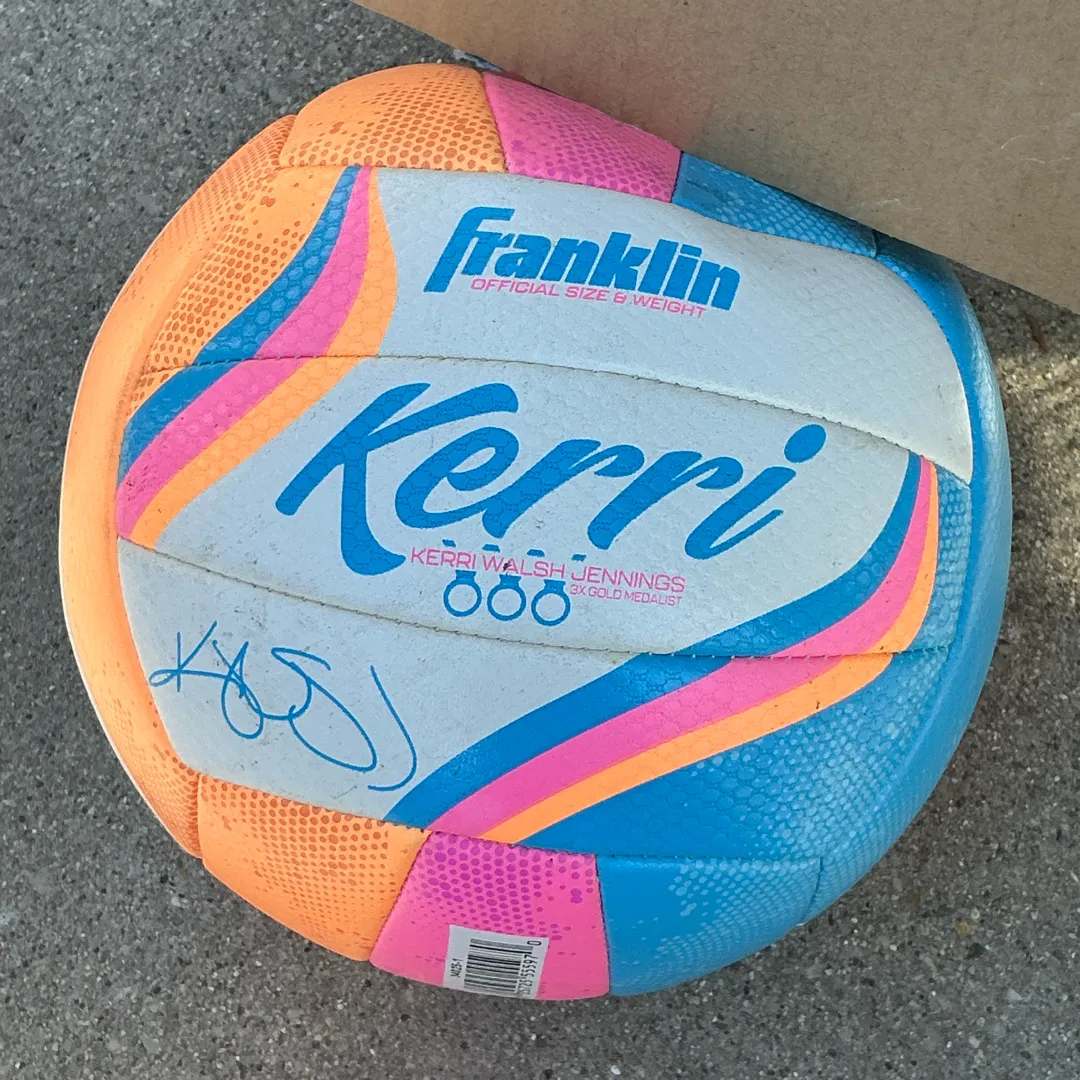 franklin
OFFICIAL SIZE & WEIGHT
Kerri
KERRI WALSH JENNINGS
3X GOLD MEDALIST